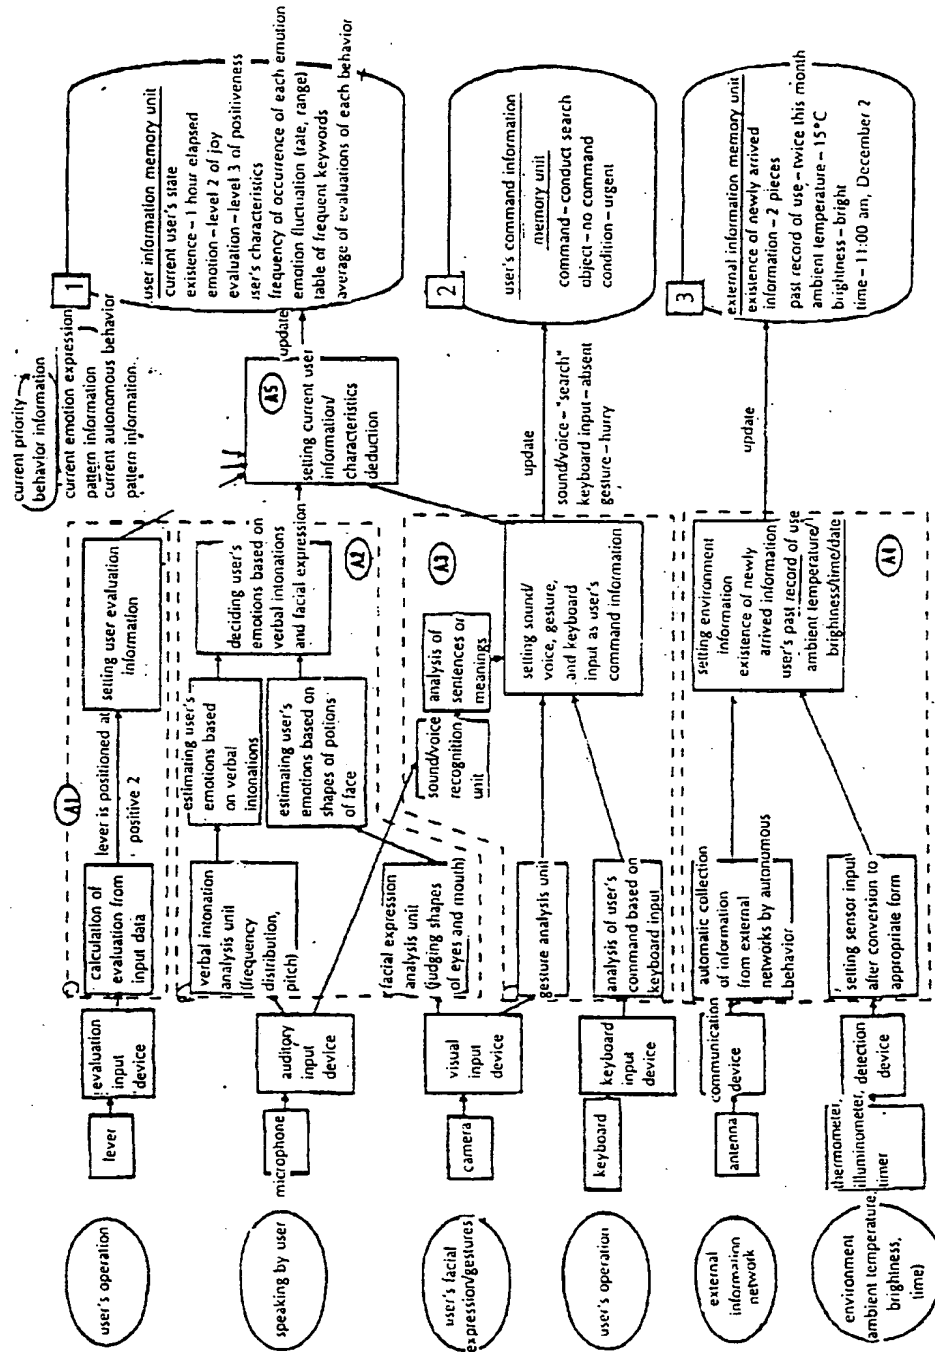 user's operation
lever
evaluation
input
device
calculation of
evaluation from
input data
lever is positioned at
positive 2
A1
setting user evaluation
information
current priority
behavior information
current emotion expression
pattern information
current autonomous behavior
pattern information
speaking by user
microphone
auditory
input
device
verbal intonation
analysis unit
(frequency
distribution,
pitch)
estimating user's
emotions based
on verbal
intonations
estimating user's
emotions based on
shapes of potions
of face
deciding user's
emotions based on
verbal intonations
and facial expression
A2
A5
setting current user
information/
characteristics
deduction
update
1
user information memory unit
current user's state
existence – 1 hour elapsed
emotion – level 2 of joy
evaluation – level 3 of positiveness
user's characteristics
frequency of occurrence of each emotion
emotion fluctuation (rate, range)
table of frequent keywords
average of evaluations of each behavior
user's facial
expression/gestures
camera
visual
input
device
facial expression
analysis unit
(judging shapes
of eyes and mouth)
gesture analysis unit
sound/voice
recognition
unit
analysis of
sentences or
meanings
A3
user's operation
keyboard
keyboard
input
device
analysis of user's
command based on
keyboard input
setting sound/
voice, gesture,
and keyboard
input as user's
command information
update
sound/voice – "search"
keyboard input – absent
gesture – hurry
2
user's command information
memory unit
command – conduct search
object – no command
condition – urgent
external
information
network
antenna
communication
device
automatic collection
of information
from external
networks by autonomous
behavior
environment
(ambient temperature,
brighiness,
time)
thermometer,
illuminometer,
timer
detection
device
setting sensor input
after conversion to
appropriate form
setting environment
information
existence of newly
arrived information
user's past record of use
ambient temperature/
brightness/time/date
A4
update
3
external information memory unit
existence of newly arrived
information – 2 pieces
past record of use – twice this month
ambient temperature – 15°C
brightness – bright
time – 11:00 am, December 2